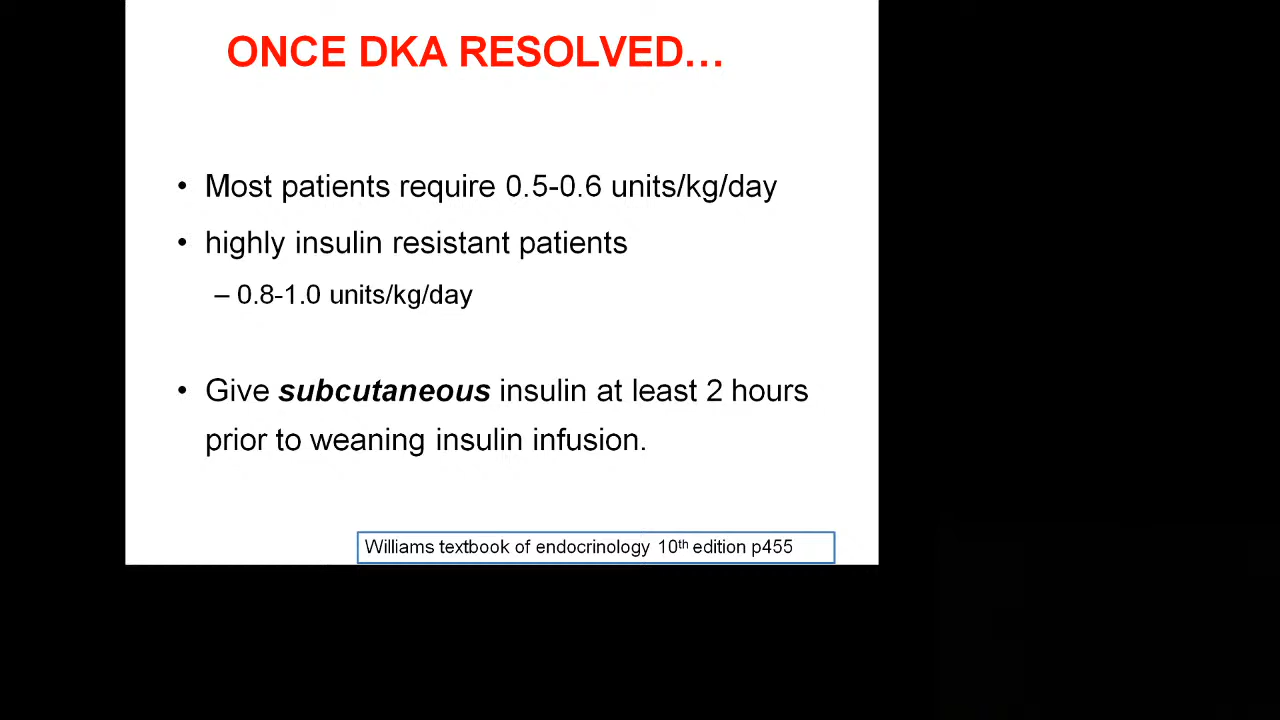 ONCE DKA RESOLVED…
• Most patients require 0.5-0.6 units/kg/day
• highly insulin resistant patients
– 0.8-1.0 units/kg/day
• Give subcutaneous insulin at least 2 hours
prior to weaning insulin infusion.
Williams textbook of endocrinology 10th edition p455